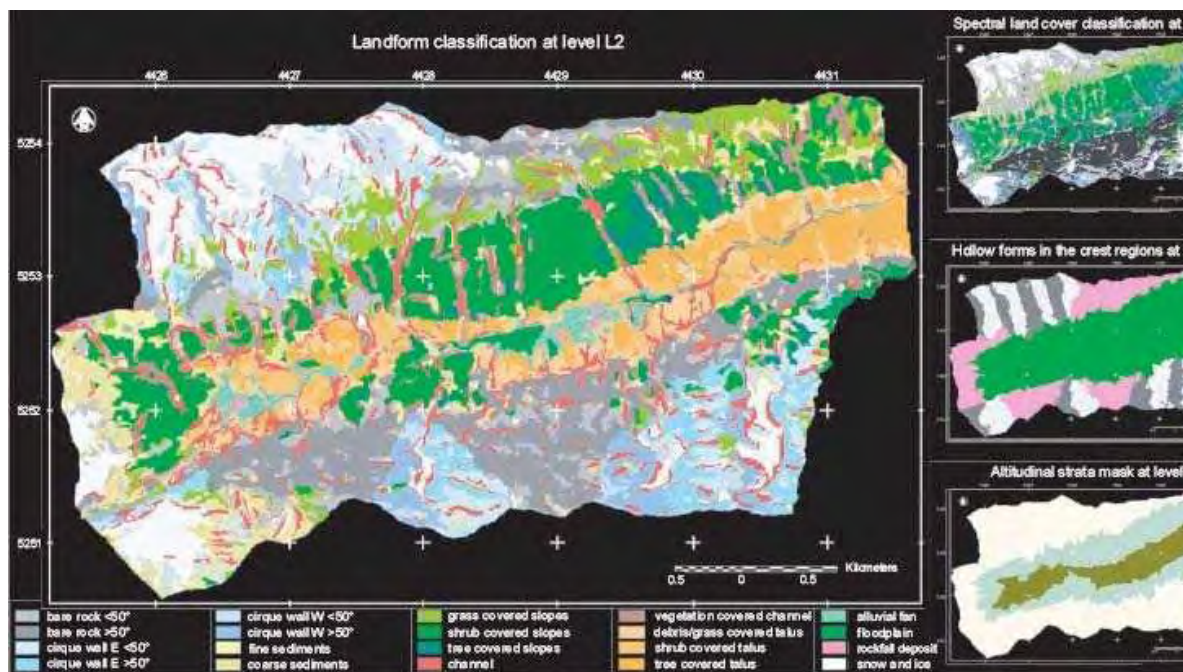 Landform classification at level L2
4426 4427 4428 4429 4430 4431
5254
5253
5252
5251
0.5 0 0.5 Kilometers
bare rock <50°
bare rock >50°
cirque wall E <50°
cirque wall E >50°
cirque wall W <50°
cirque wall W >50°
fine sediments
coarse sediments
grass covered slopes
shrub covered slopes
tree covered slopes
channel
vegetation covered channel
debris/grass covered talus
shrub covered talus
tree covered talus
alluvial fan
floodplain
rockfall deposit
snow and ice
Spectral land cover classification at
Hollow forms in the crest regions at
Altitudinal strata mask at level